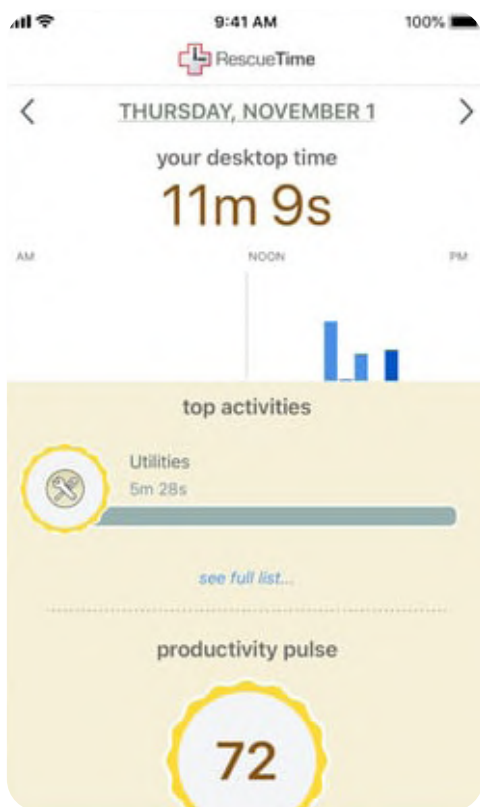 9:41 AM 100%
RescueTime
THURSDAY, NOVEMBER 1
your desktop time
11m 9s
AM NOON PM
top activities
Utilities
5m 28s
see full list...
productivity pulse
72